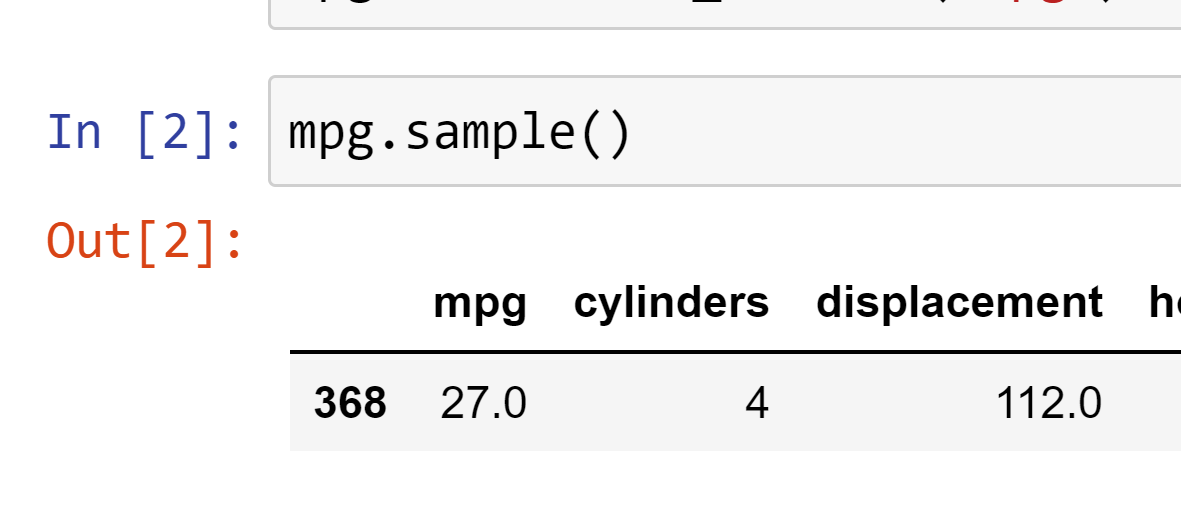 In [2]: mpg.sample()
Out[2]:
mpg cylinders displacement
368 27.0 4 112.0